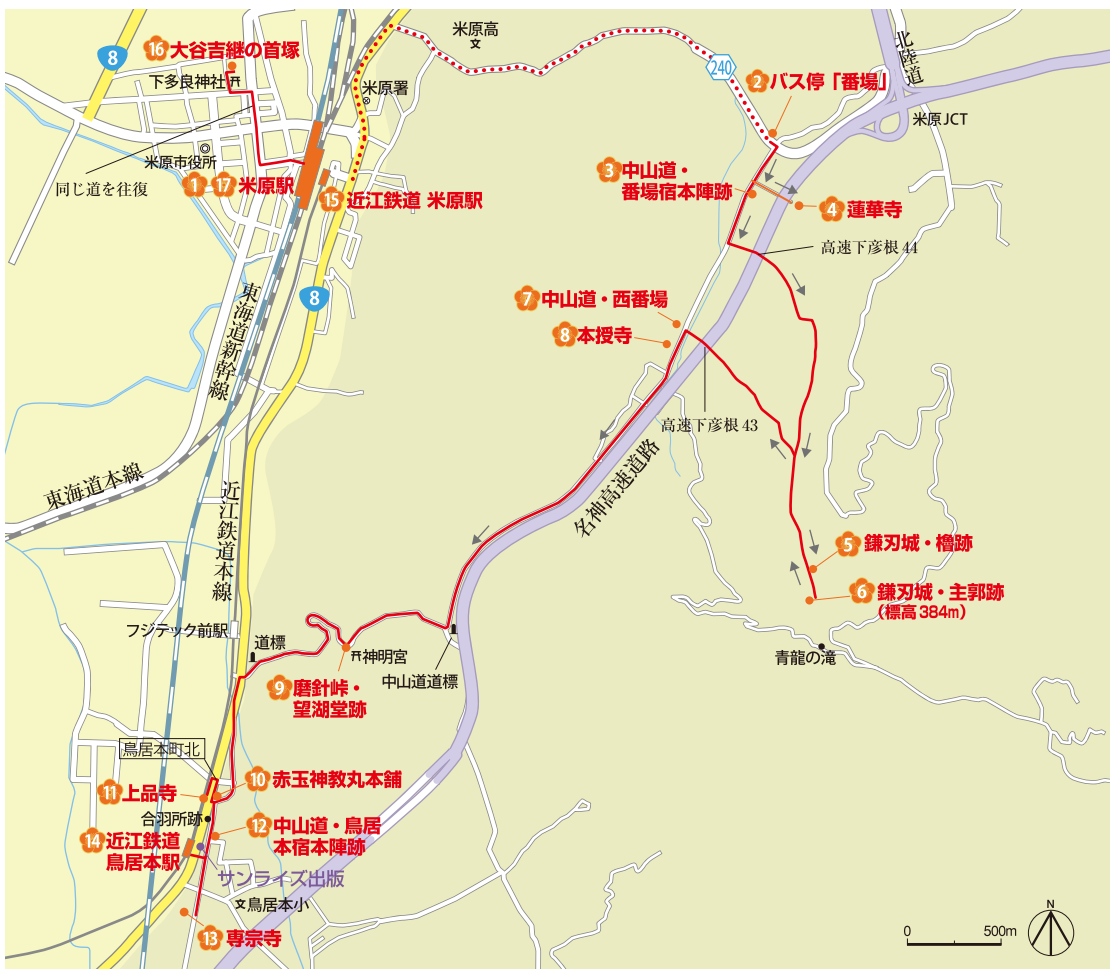 8
16 大谷吉継の首塚
下多良神社
米原署
米原高
文
240
2 バス停「番場」
北陸道
米原JCT
米原市役所
同じ道を往復
1 17 米原駅
15 近江鉄道 米原駅
3 中山道・
番場宿本陣跡
4 蓮華寺
高速下彦根44
8
東海道新幹線
7 中山道・西番場
8 本授寺
高速下彦根43
名神高速道路
東海道本線
近江鉄道本線
5 鎌刃城・櫓跡
6 鎌刃城・主郭跡
(標高384m)
青龍の滝
フジテック前駅
道標
神明宮
中山道道標
9 磨針峠・
望湖堂跡
鳥居本町北
10 赤玉神教丸本舗
11 上品寺
合羽所跡
12 中山道・鳥居
本宿本陣跡
14 近江鉄道
鳥居本駅
サンライズ出版
文鳥居本小
13 専宗寺
N
0 500m